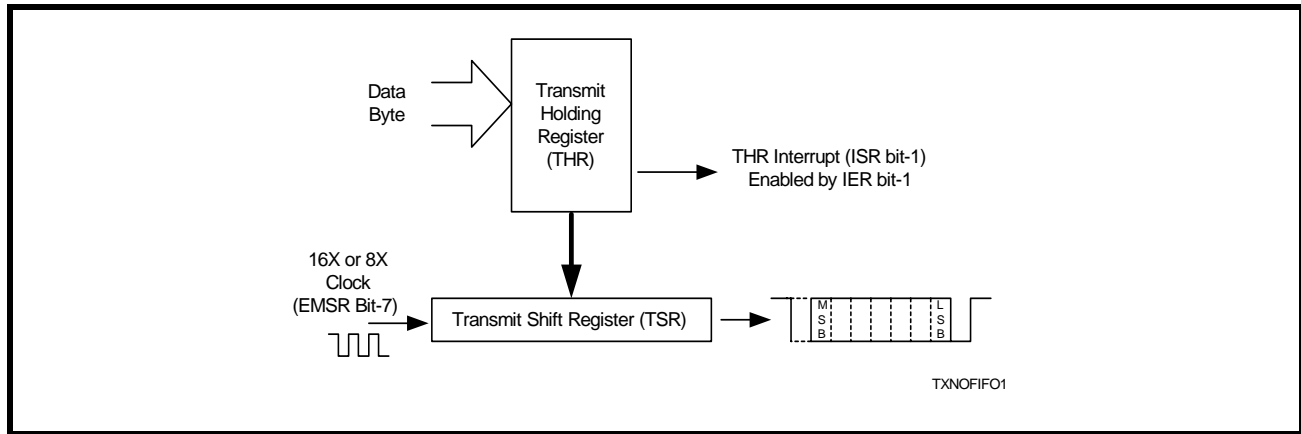 Data
Byte
Transmit
Holding
Register
(THR)
THR Interrupt (ISR bit-1)
Enabled by IER bit-1
16X or 8X
Clock
(EMSR Bit-7)
Transmit Shift Register (TSR)
M
S
B
L
S
B
TXNOFIFO1